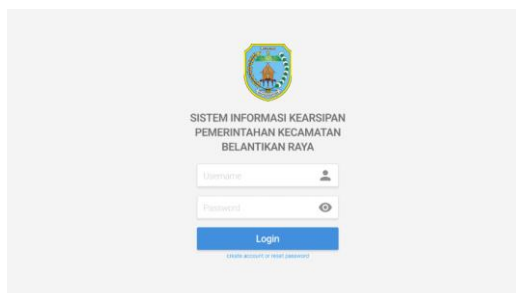 SISTEM INFORMASI KEARSIPAN
PEMERINTAHAN KECAMATAN
BELANTIKAN RAYA
Username
Password
Login
create account or reset password